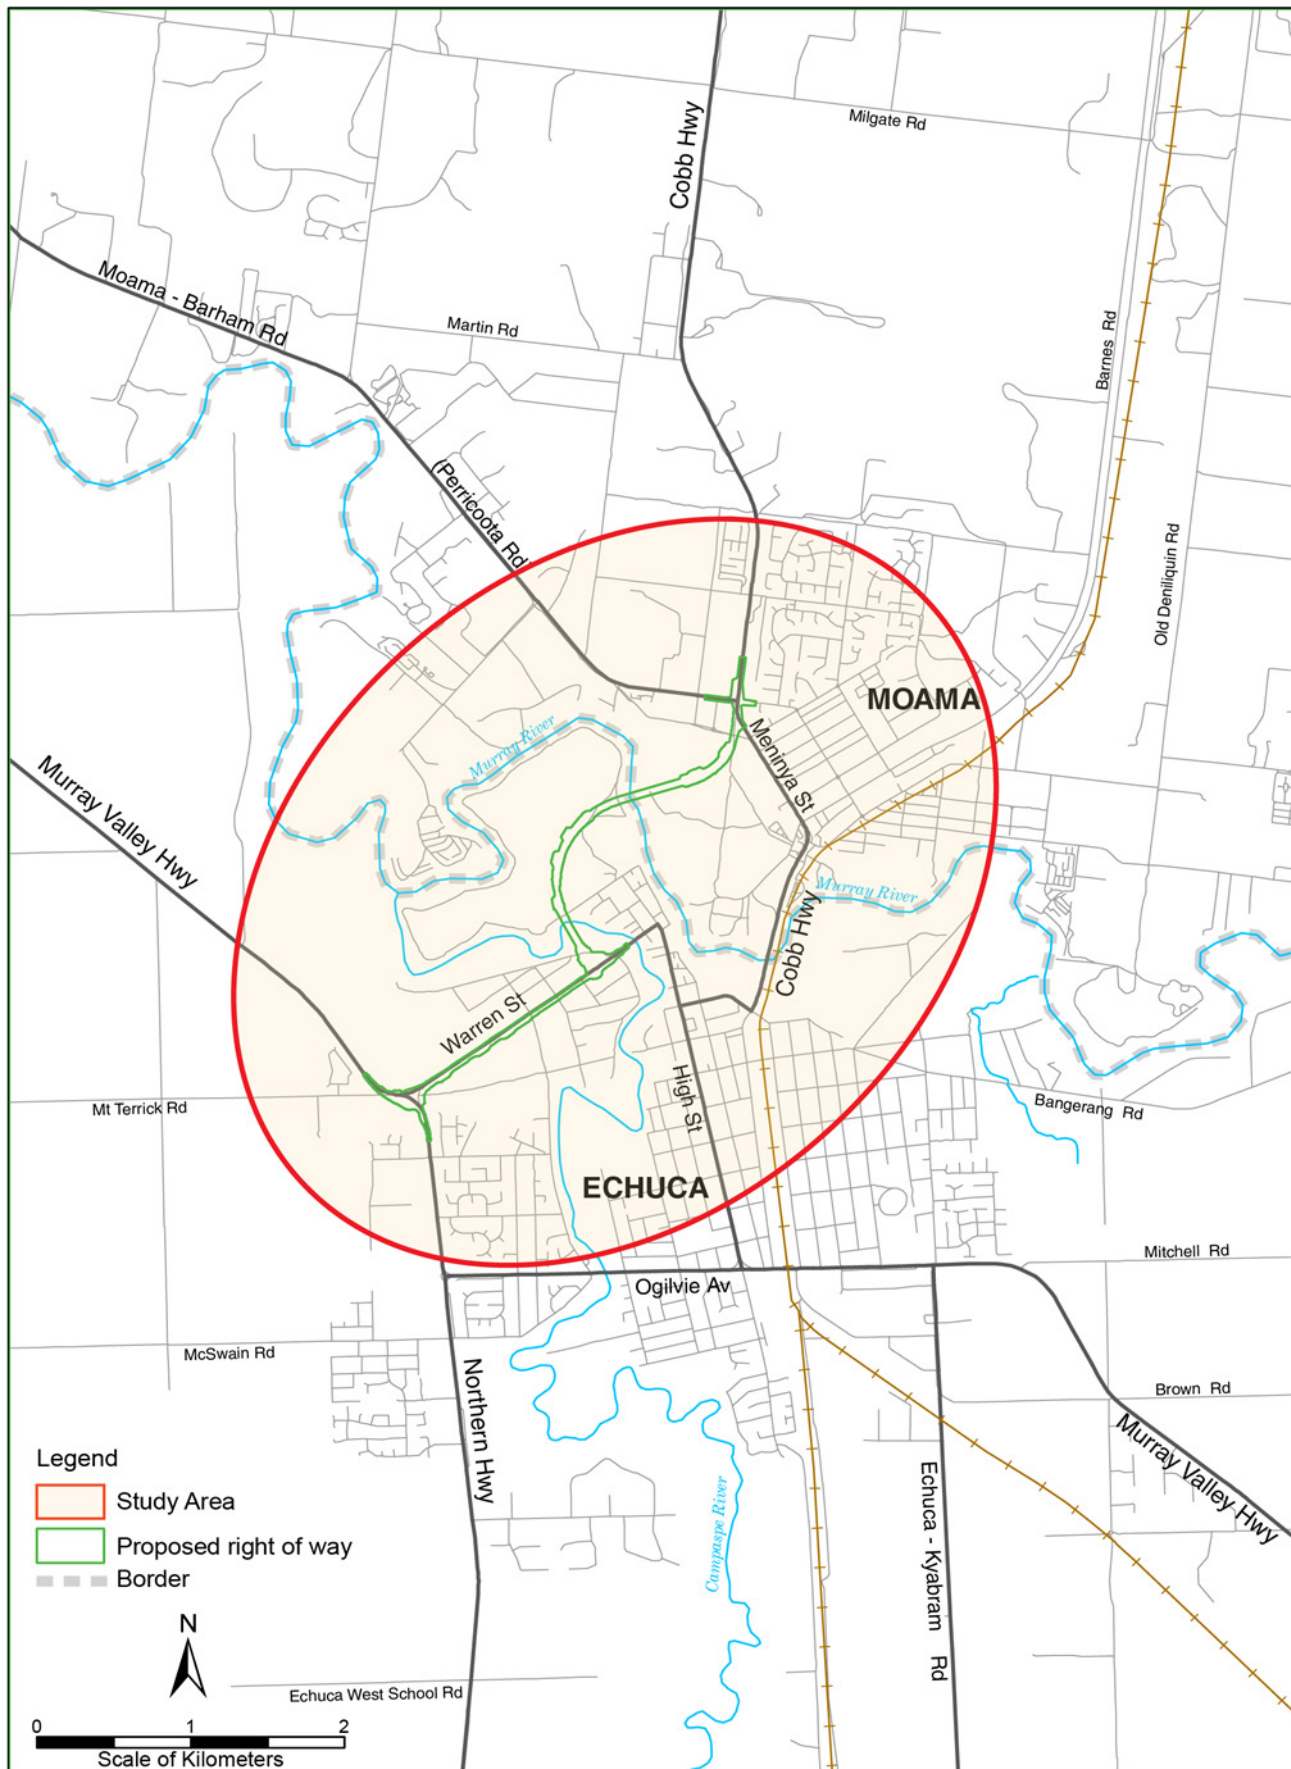 Milgate Rd
Cobb Hwy
Moama - Barham Rd
Martin Rd
Barnes Rd
(Perricoota Rd)
Old Deniliquin Rd
MOAMA
Murray River
Meninya St
Murray Valley Hwy
Murray River
Cobb Hwy
Warren St
High St
Mt Terrick Rd
Bangerang Rd
ECHUCA
Mitchell Rd
Ogilvie Av
McSwain Rd
Northern Hwy
Brown Rd
Murray Valley Hwy
Echuca - Kyabram Rd
Campaspe River
Legend
Study Area
Proposed right of way
Border
N
Echuca West School Rd
0 1 2
Scale of Kilometers